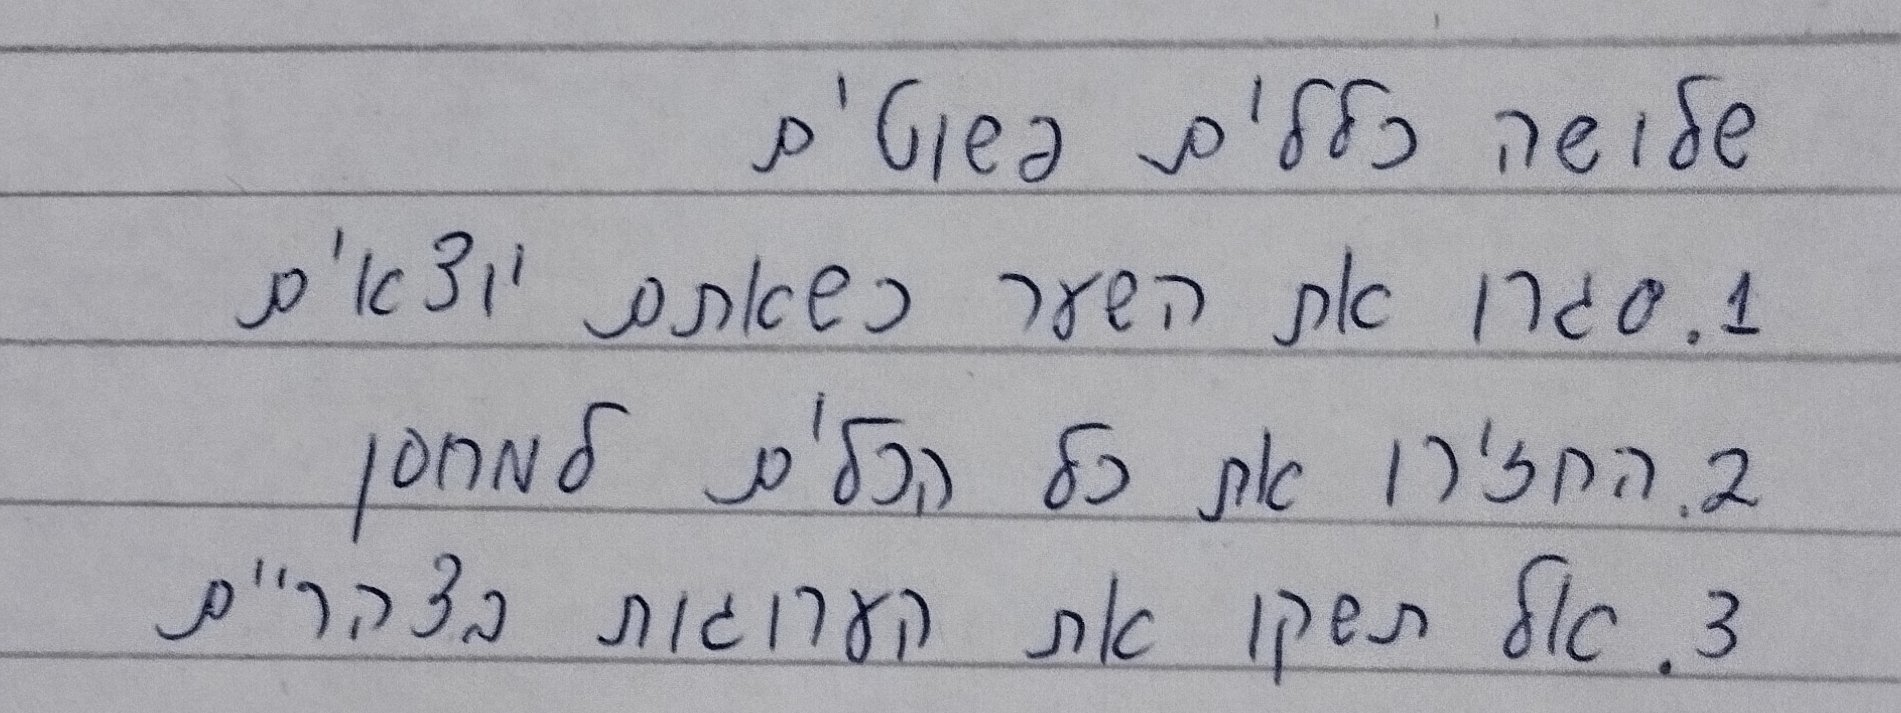 שלושה כללים פשוטים
1. סגרו את השער כשאתם יוצאים
2. החזירו את כל הכלים למחסן
3. אל תשקו את הערוגות בצהריים